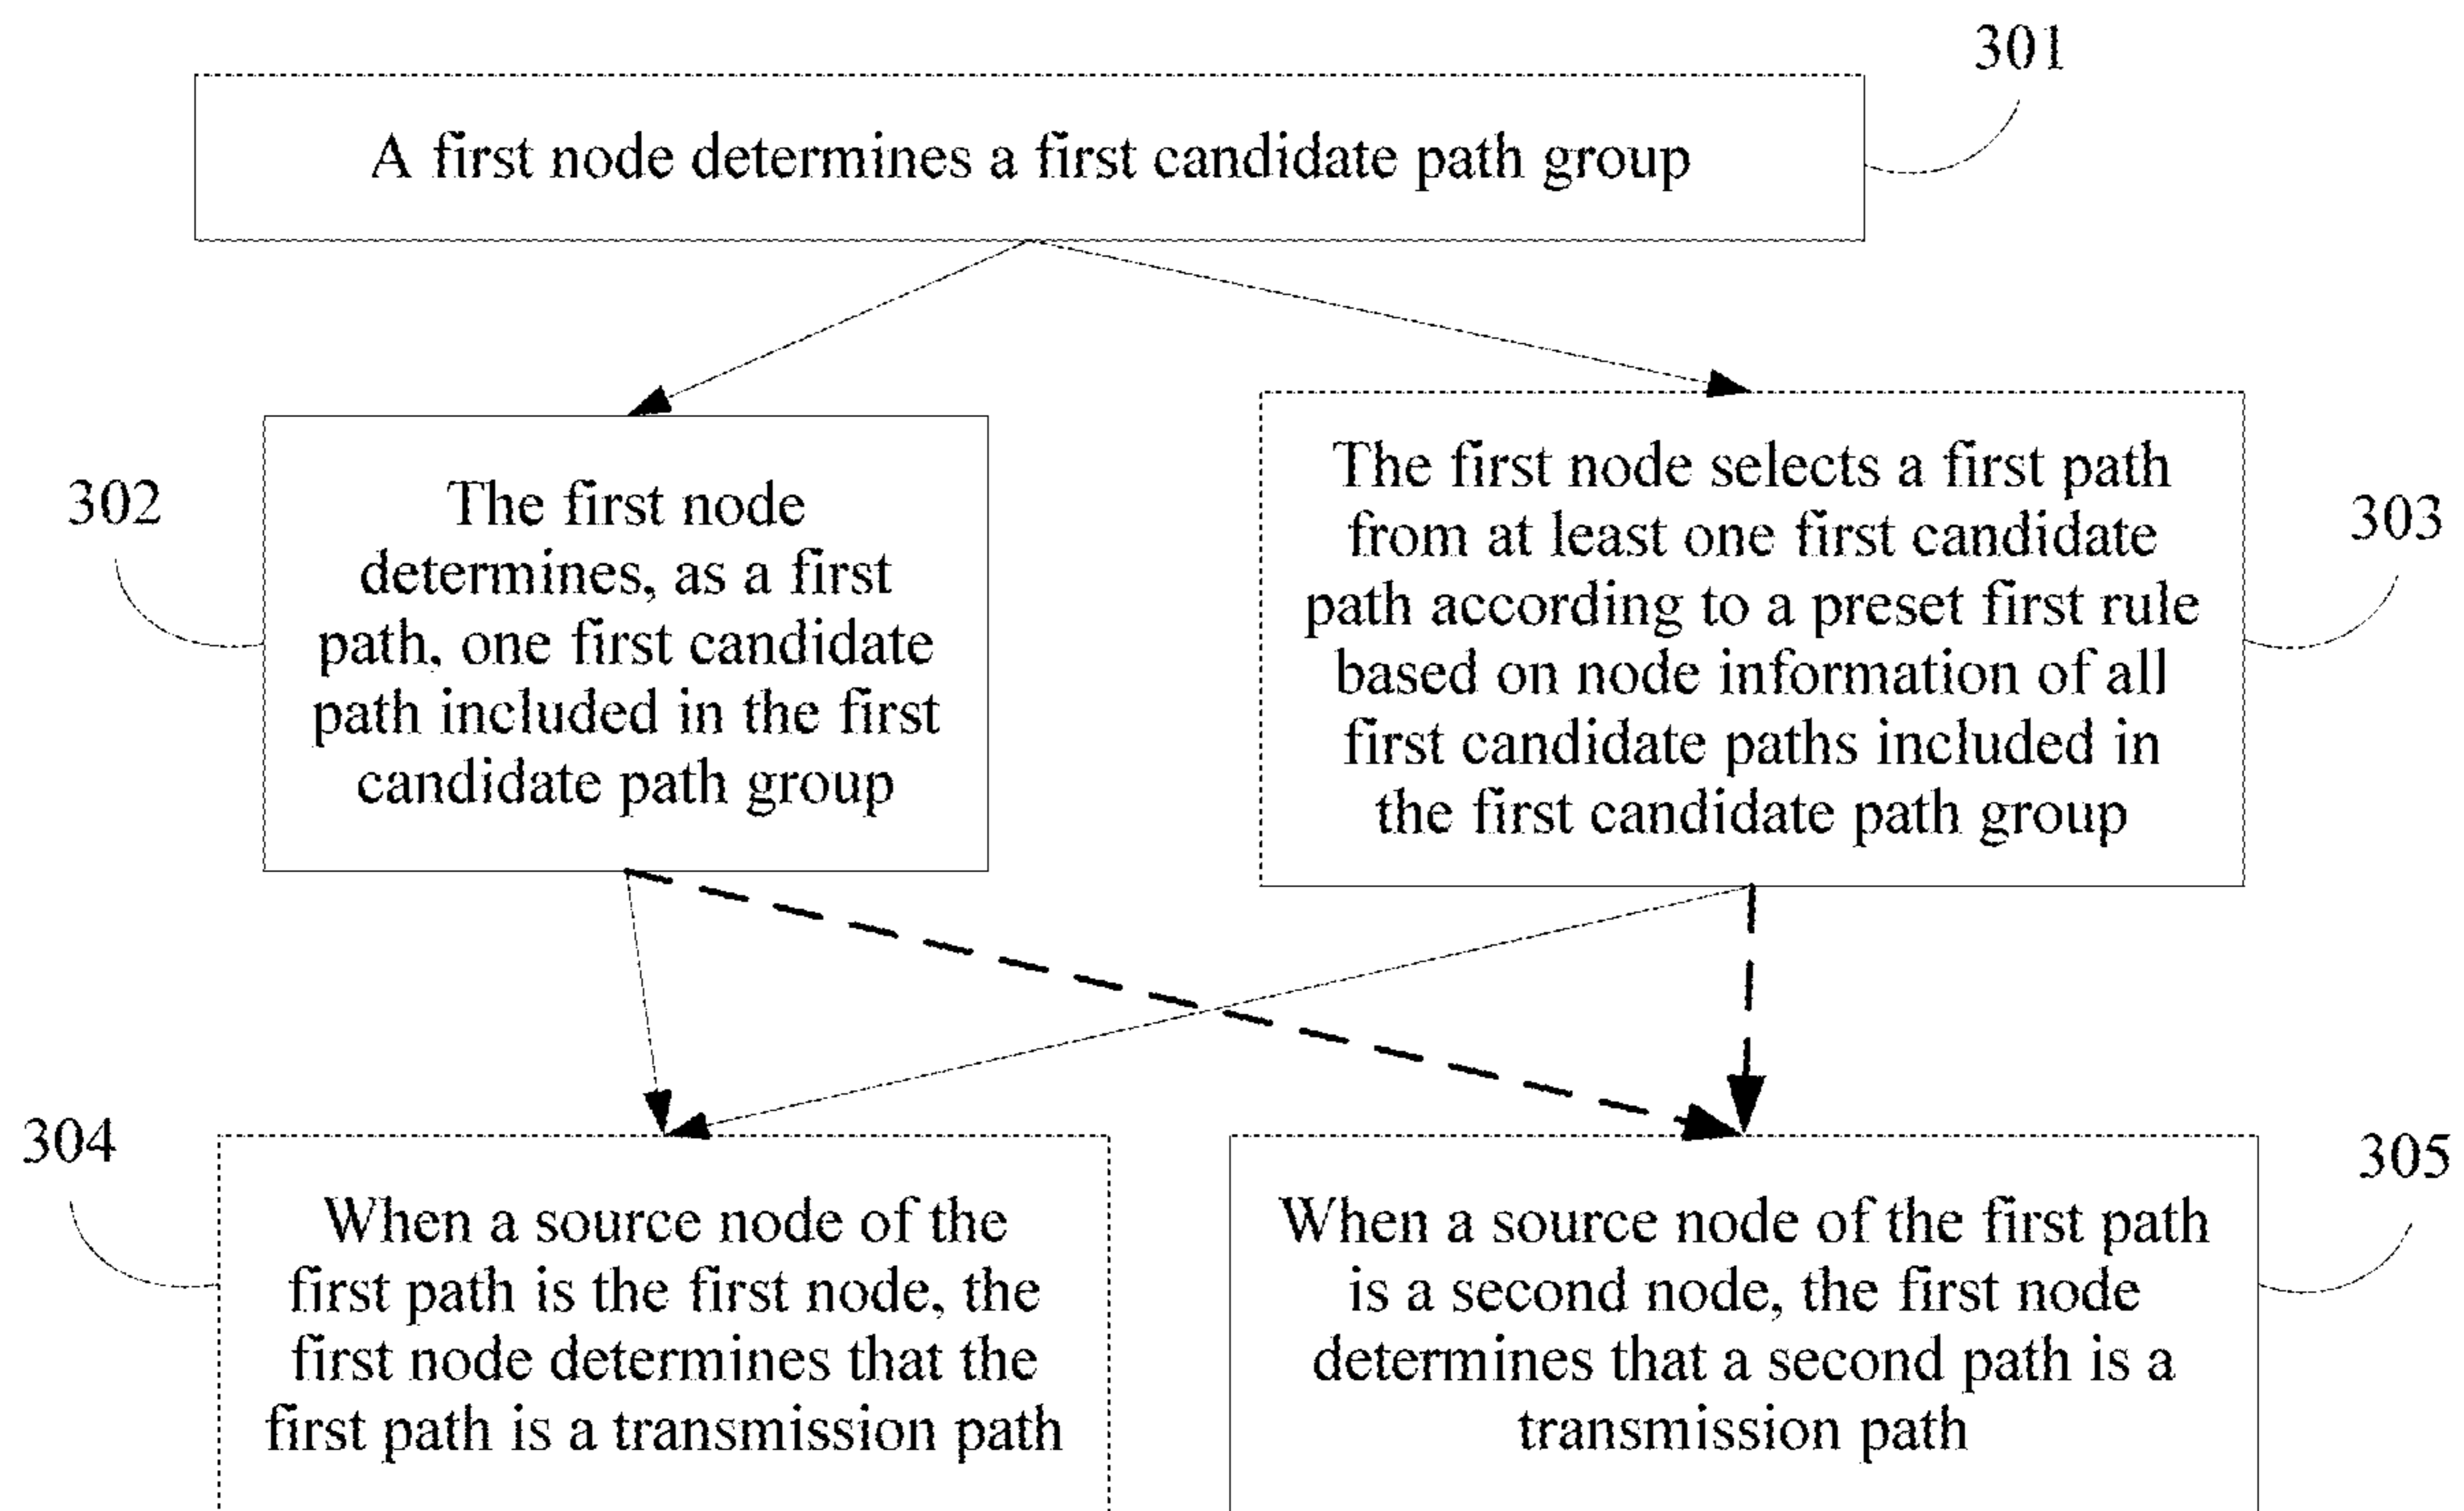 301
A first node determines a first candidate path group
302
The first node
determines, as a first
path, one first candidate
path included in the first
candidate path group
The first node selects a first path
from at least one first candidate
path according to a preset first rule
based on node information of all
first candidate paths included in
the first candidate path group
303
304
When a source node of the
first path is the first node, the
first node determines that the
first path is a transmission path
When a source node of the first path
is a second node, the first node
determines that a second path is a
transmission path
305